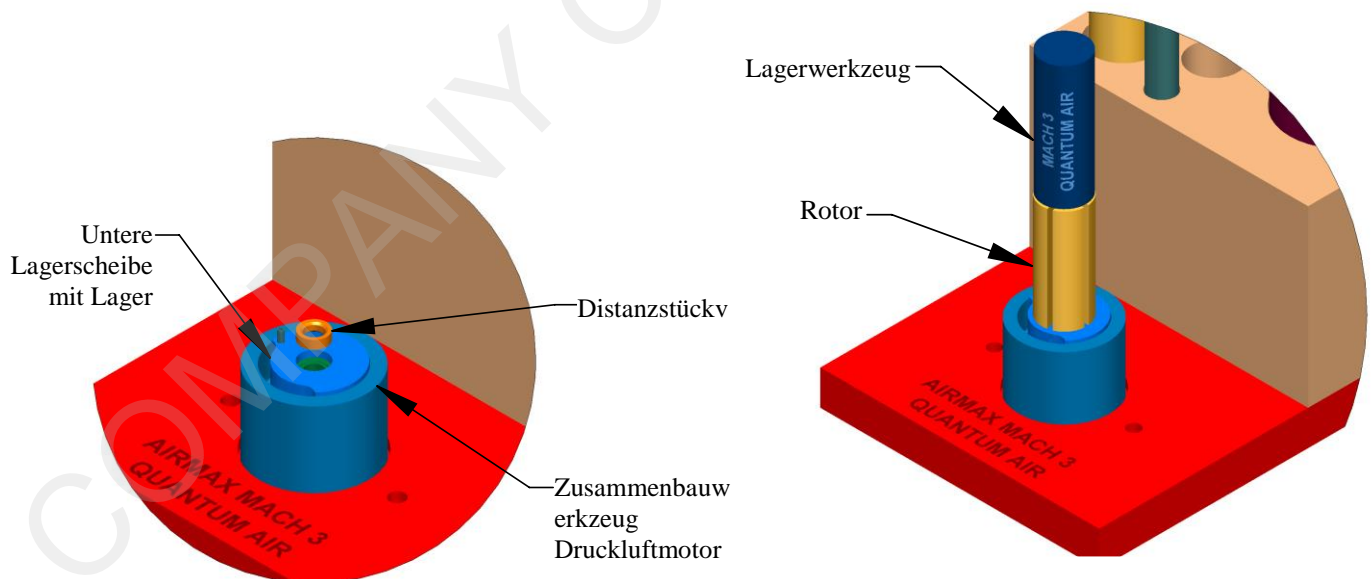 Untere
Lagerscheibe
mit Lager
Distanzstückv
Zusammenbauw
erkzeug
Druckluftmotor
AIRMAX MACH 3
QUANTUM AIR
Lagerwerkzeug
Rotor
MACH 3
QUANTUM AIR
AIRMAX MACH 3
QUANTUM AIR
COMPANY C